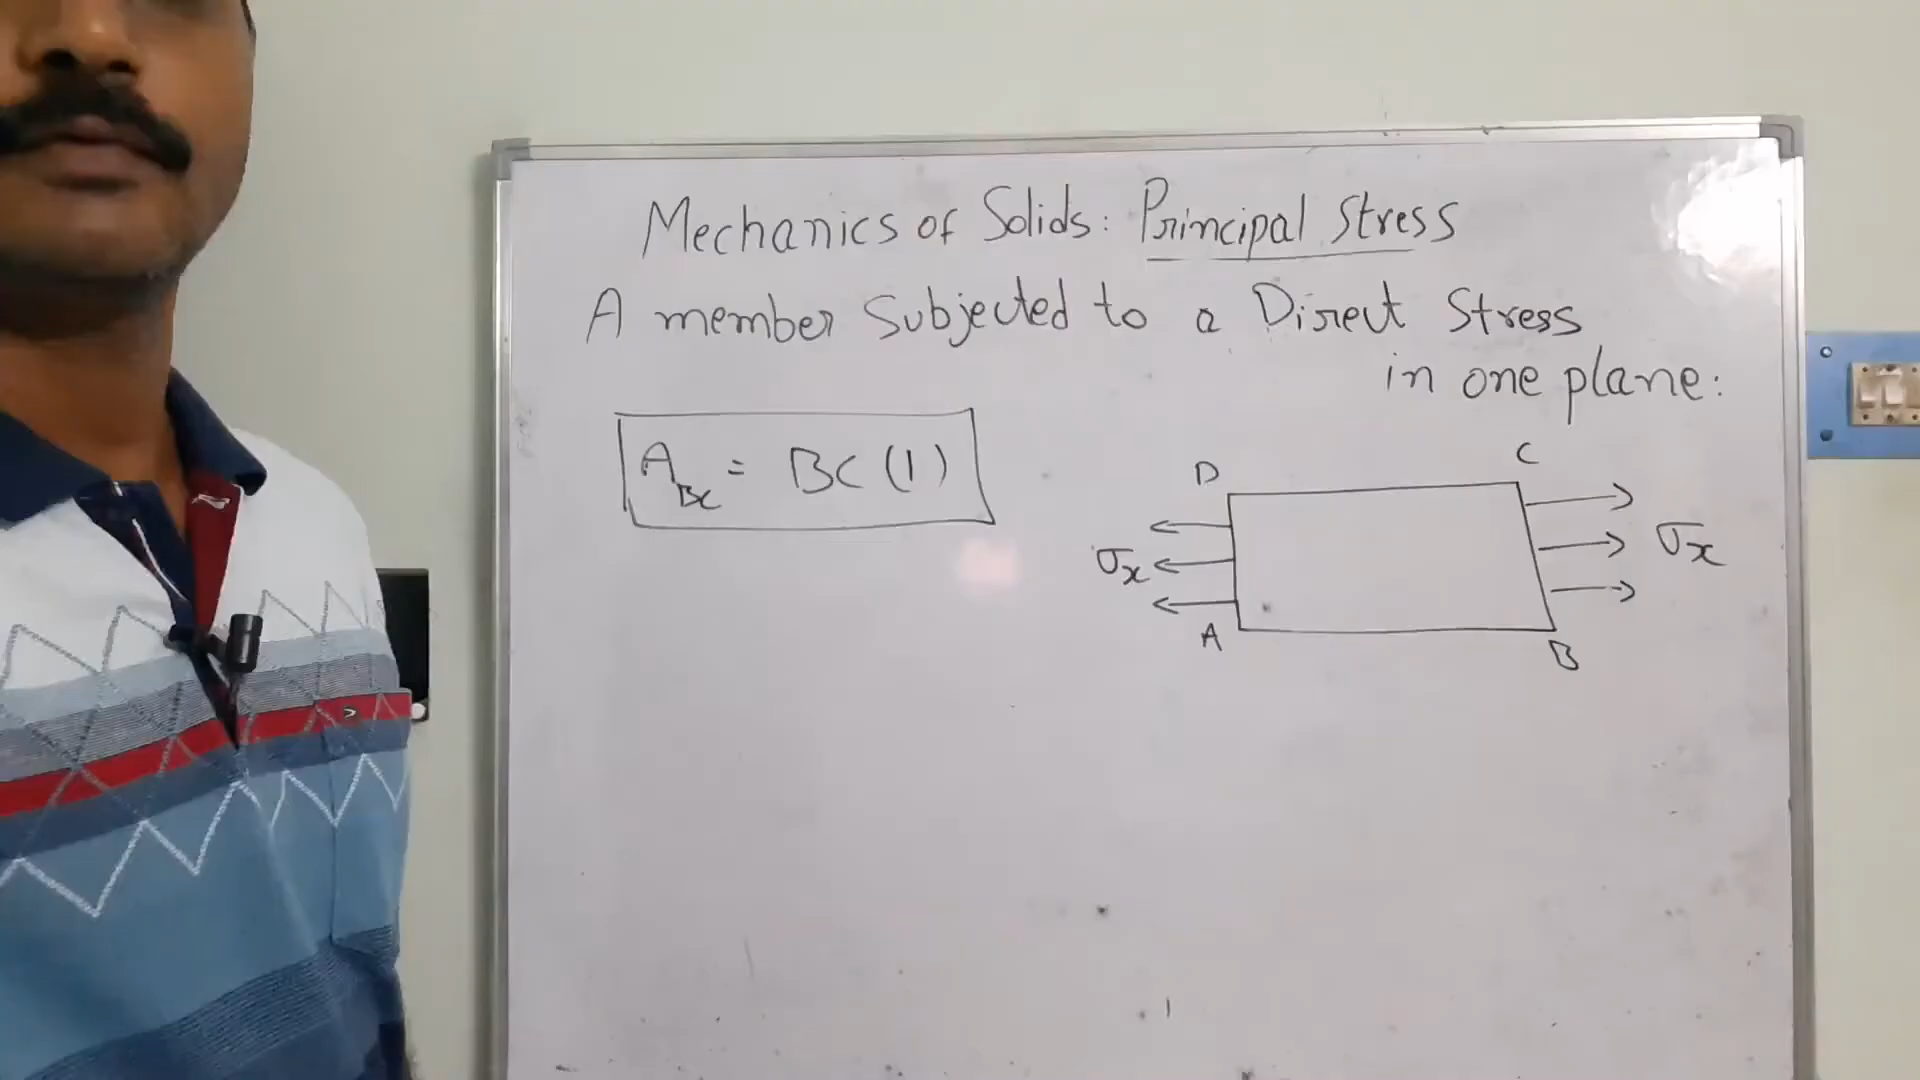 Mechanics of Solids: Principal Stress
A member Subjected to a Direct Stress
in one plane:
A_BC = BC (1)
D
C
σx
σx
A
B